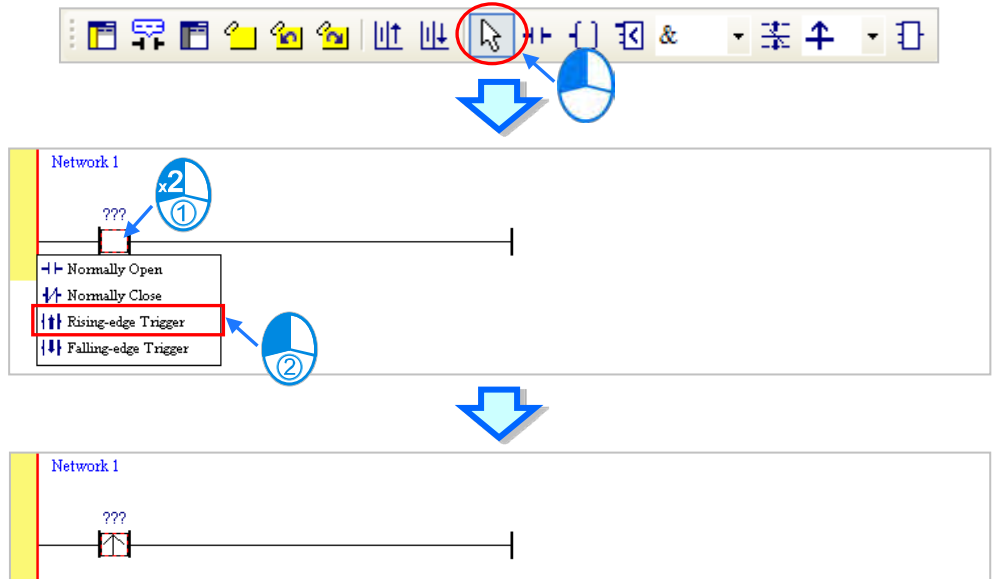 &
Network 1
x2
①
???
Normally Open
Normally Close
Rising-edge Trigger
Falling-edge Trigger
②
Network 1
???